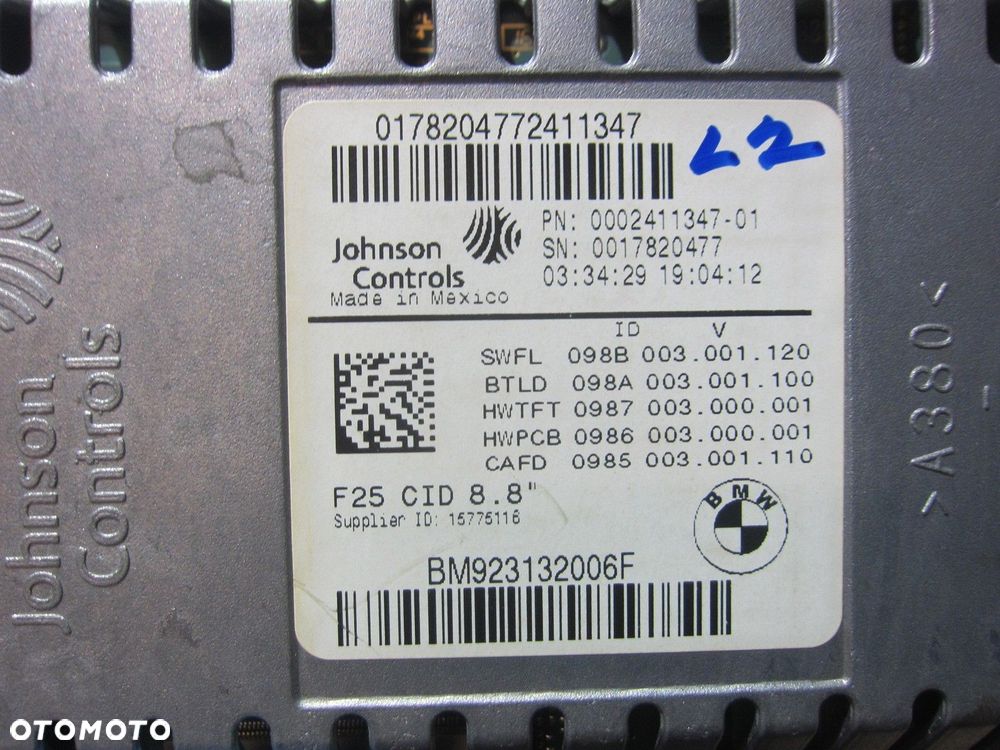 0178204772411347
L2
Johnson
Controls
Made in Mexico
PN: 0002411347-01
SN: 0017820477
03:34:29 19:04:12
ID V
SWFL 098B 003.001.120
BTLD 098A 003.001.100
HWTFT 0987 003.000.001
HWPCB 0986 003.000.001
CAFD 0985 003.001.110
F25 CID 8.8"
Supplier ID: 15775116
BMW
BM923132006F
Johnson
Controls
>A380<
OTOMOTO